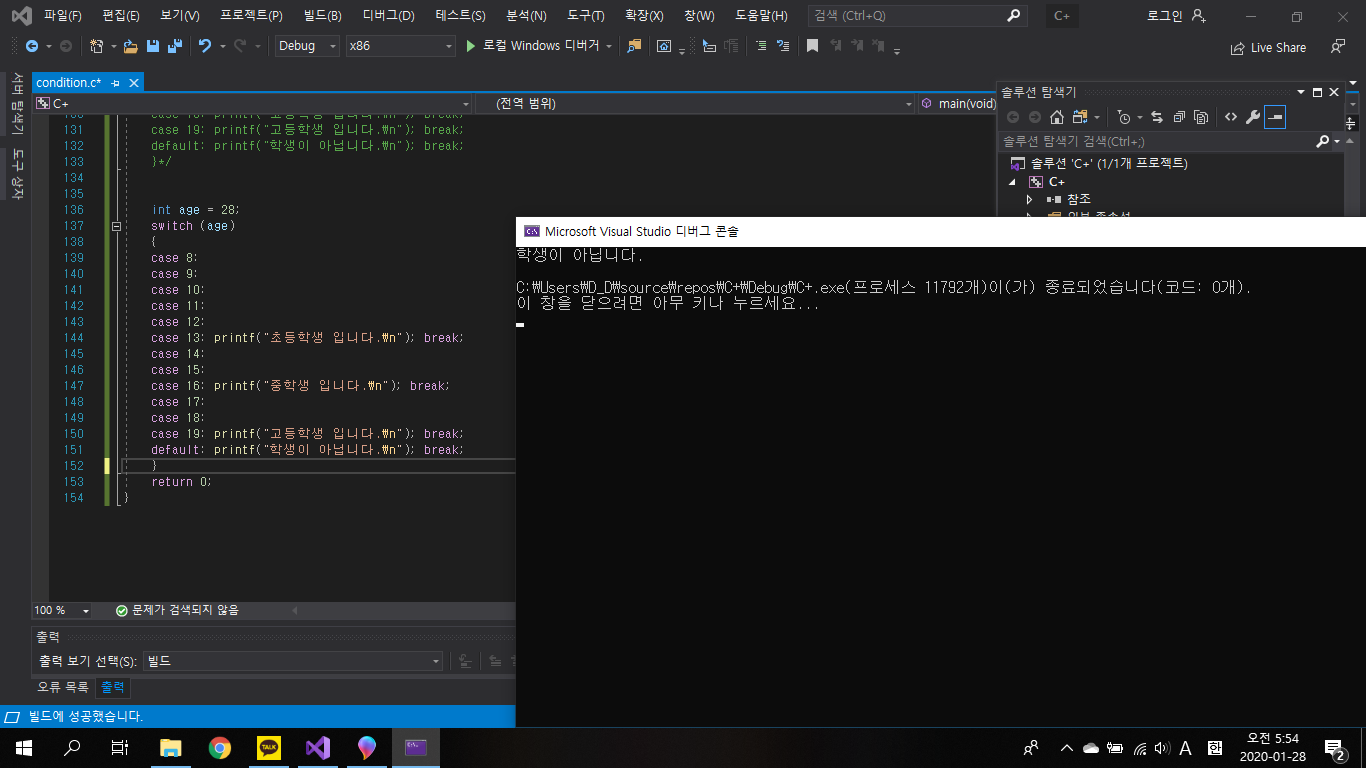 파일(F) 편집(E) 보기(V) 프로젝트(P) 빌드(B) 디버그(D) 테스트(S) 분석(N) 도구(T) 확장(X) 창(W) 도움말(H) 검색 (Ctrl+Q) C+ 로그인
Debug x86 로컬 Windows 디버거 Live Share
서버 탐색기
도구 상자
condition.c*
C+ (전역 범위) main(void)
131 case 19: printf("고등학생 입니다.₩n"); break;
132 default: printf("학생이 아닙니다.₩n"); break;
133 }*/
134
135
136 int age = 28;
137 switch (age)
138 {
139 case 8:
140 case 9:
141 case 10:
142 case 11:
143 case 12:
144 case 13: printf("초등학생 입니다.₩n"); break;
145 case 14:
146 case 15:
147 case 16: printf("중학생 입니다.₩n"); break;
148 case 17:
149 case 18:
150 case 19: printf("고등학생 입니다.₩n"); break;
151 default: printf("학생이 아닙니다.₩n"); break;
152 }
153 return 0;
154 }
100 % 문제가 검색되지 않음
출력
출력 보기 선택(S): 빌드
오류 목록 출력
빌드에 성공했습니다.
솔루션 탐색기
솔루션 탐색기 검색(Ctrl+;)
솔루션 'C+' (1/1개 프로젝트)
C+
참조
Microsoft Visual Studio 디버그 콘솔
학생이 아닙니다.
C:₩Users₩D_D₩source₩repos₩C+₩Debug₩C+.exe(프로세스 11792개)이(가) 종료되었습니다(코드: 0개).
이 창을 닫으려면 아무 키나 누르세요...
TALK
A 한 오전 5:54
2020-01-28
2